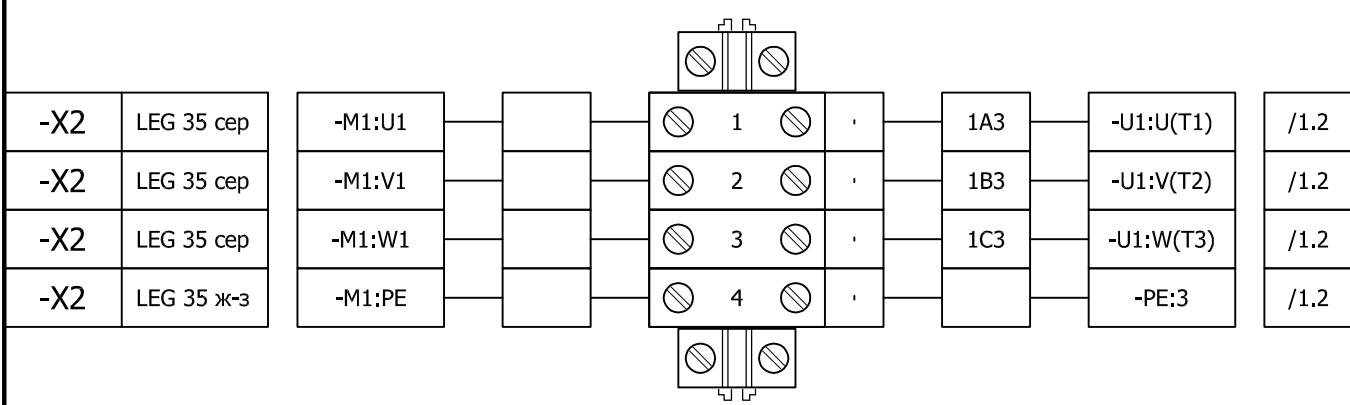 -X2 LEG 35 сер -M1:U1 1 1A3 -U1:U(T1) /1.2
-X2 LEG 35 сер -M1:V1 2 1B3 -U1:V(T2) /1.2
-X2 LEG 35 сер -M1:W1 3 1C3 -U1:W(T3) /1.2
-X2 LEG 35 ж-з -M1:PE 4 -PE:3 /1.2